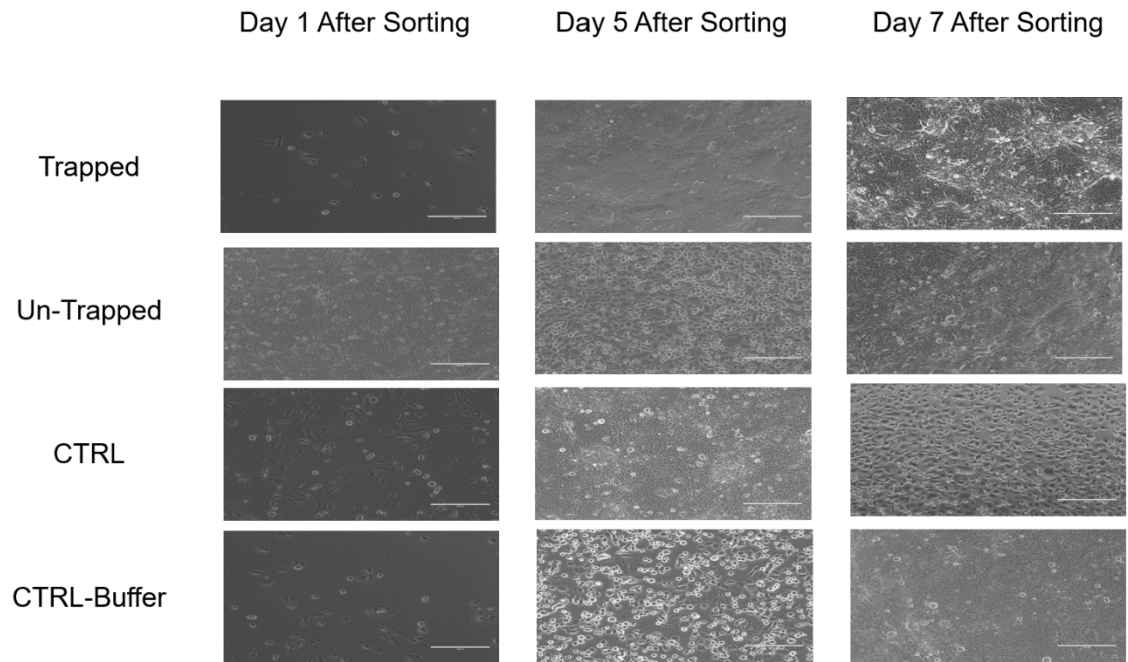 Day 1 After Sorting
Day 5 After Sorting
Day 7 After Sorting
Trapped
Un-Trapped
CTRL
CTRL-Buffer